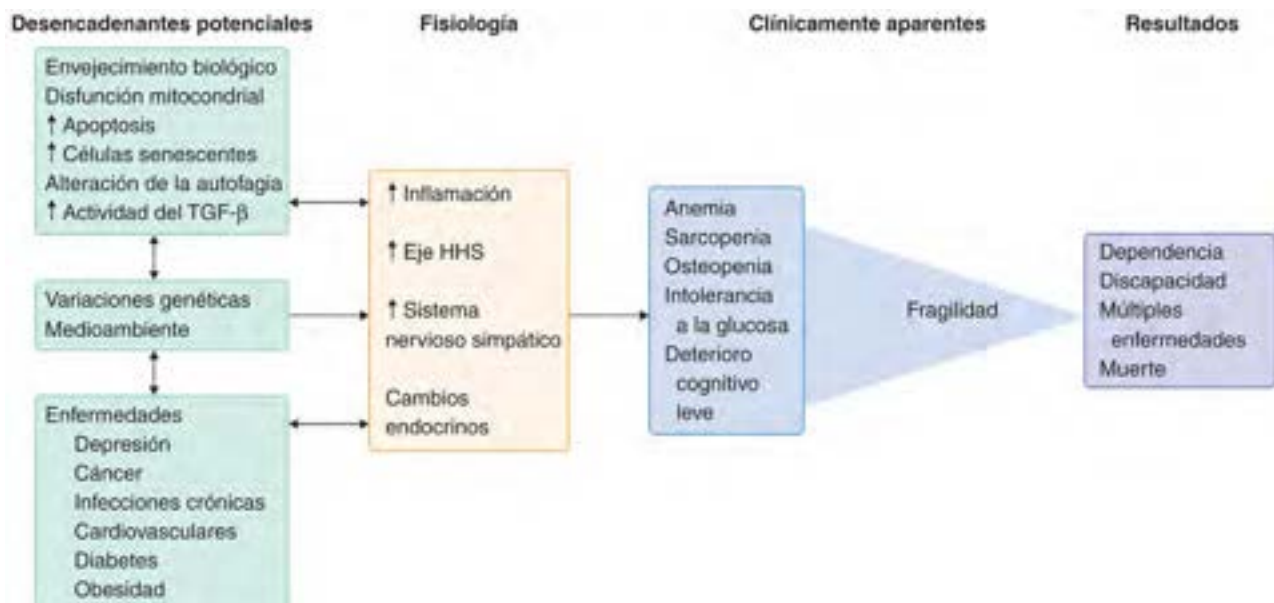 Desencadenantes potenciales
Fisiología
Clínicamente aparentes
Resultados
Envejecimiento biológico
Disfunción mitocondrial
↑ Apoptosis
↑ Células senescentes
Alteración de la autofagia
↑ Actividad del TGF-β
Variaciones genéticas
Medioambiente
Enfermedades
Depresión
Cáncer
Infecciones crónicas
Cardiovasculares
Diabetes
Obesidad
↑ Inflamación
↑ Eje HHS
↑ Sistema
nervioso simpático
Cambios
endocrinos
Anemia
Sarcopenia
Osteopenia
Intolerancia
a la glucosa
Deterioro
cognitivo
leve
Fragilidad
Dependencia
Discapacidad
Múltiples
enfermedades
Muerte